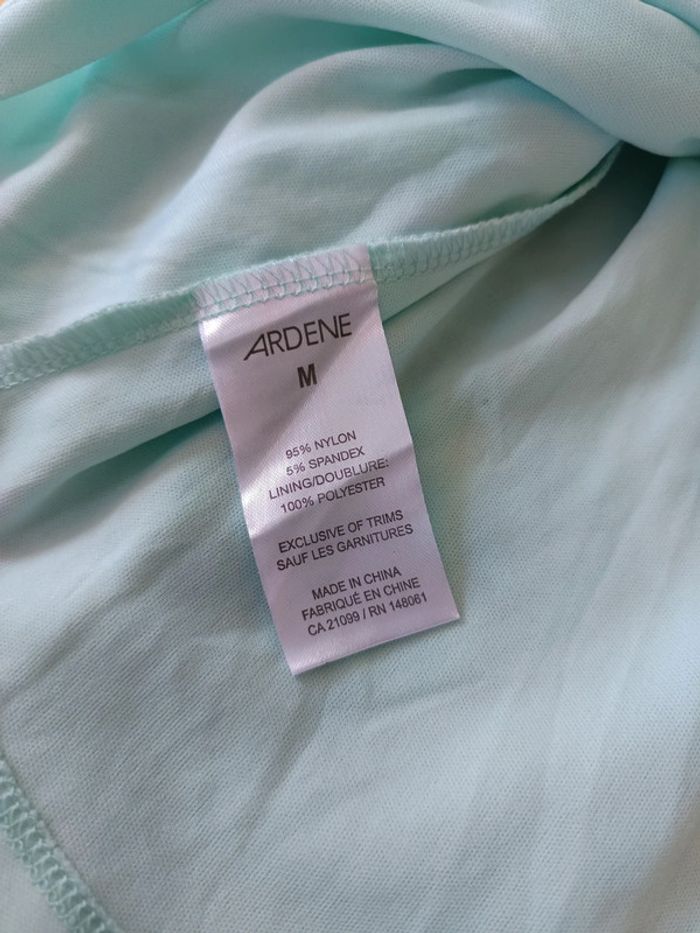 ARDENE
M
95% NYLON
5% SPANDEX
LINING/DOUBLURE:
100% POLYESTER
EXCLUSIVE OF TRIMS
SAUF LES GARNITURES
MADE IN CHINA
FABRIQUÉ EN CHINE
CA 21099 / RN 148061